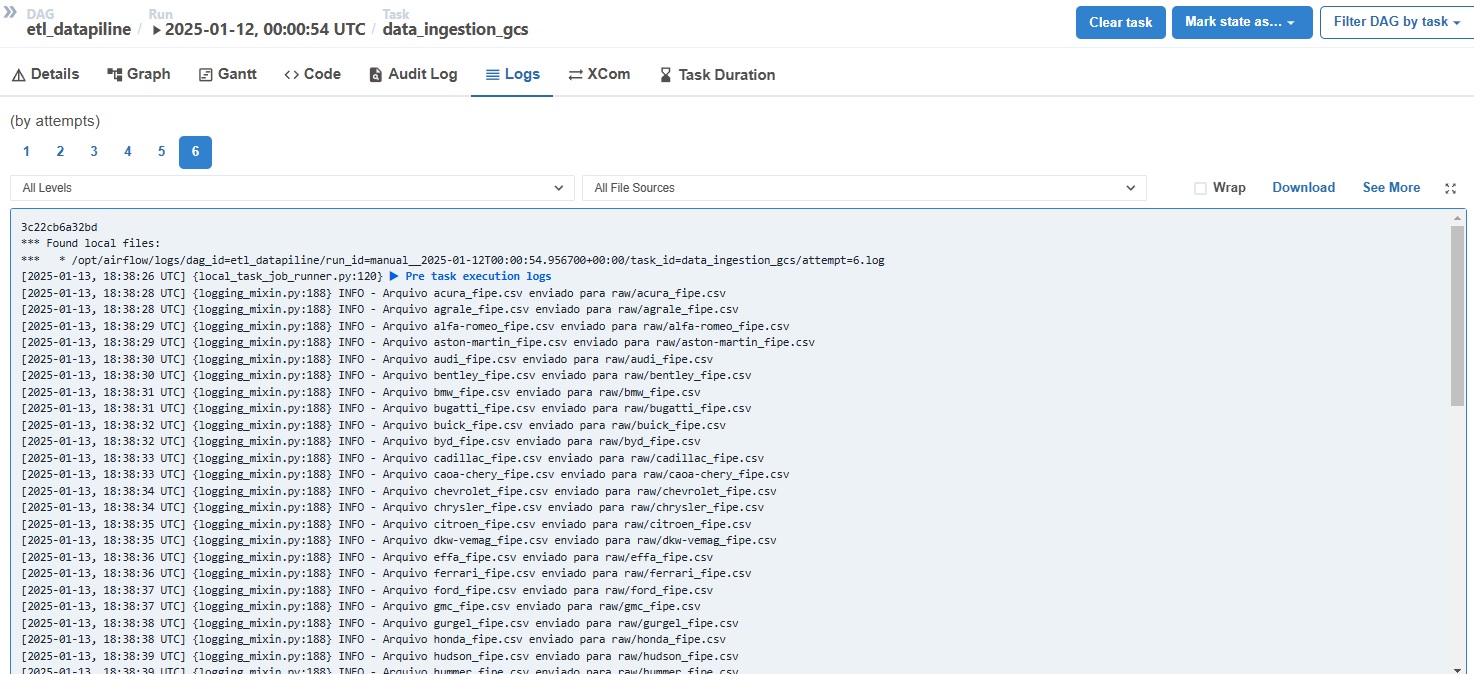 DAG Run Task
etl_datapiline / 2025-01-12, 00:00:54 UTC / data_ingestion_gcs
Clear task Mark state as... Filter DAG by task
Details Graph Gantt <> Code Audit Log Logs XCom Task Duration
(by attempts)
1 2 3 4 5 6
All Levels All File Sources Wrap Download See More
3c22cb6a32bd
*** Found local files:
***   * /opt/airflow/logs/dag_id=etl_datapiline/run_id=manual__2025-01-12T00:00:54.956700+00:00/task_id=data_ingestion_gcs/attempt=6.log
[2025-01-13, 18:38:26 UTC] {local_task_job_runner.py:120} ▶ Pre task execution logs
[2025-01-13, 18:38:28 UTC] {logging_mixin.py:188} INFO - Arquivo acura_fipe.csv enviado para raw/acura_fipe.csv
[2025-01-13, 18:38:28 UTC] {logging_mixin.py:188} INFO - Arquivo agrale_fipe.csv enviado para raw/agrale_fipe.csv
[2025-01-13, 18:38:29 UTC] {logging_mixin.py:188} INFO - Arquivo alfa-romeo_fipe.csv enviado para raw/alfa-romeo_fipe.csv
[2025-01-13, 18:38:29 UTC] {logging_mixin.py:188} INFO - Arquivo aston-martin_fipe.csv enviado para raw/aston-martin_fipe.csv
[2025-01-13, 18:38:30 UTC] {logging_mixin.py:188} INFO - Arquivo audi_fipe.csv enviado para raw/audi_fipe.csv
[2025-01-13, 18:38:30 UTC] {logging_mixin.py:188} INFO - Arquivo bentley_fipe.csv enviado para raw/bentley_fipe.csv
[2025-01-13, 18:38:31 UTC] {logging_mixin.py:188} INFO - Arquivo bmw_fipe.csv enviado para raw/bmw_fipe.csv
[2025-01-13, 18:38:31 UTC] {logging_mixin.py:188} INFO - Arquivo bugatti_fipe.csv enviado para raw/bugatti_fipe.csv
[2025-01-13, 18:38:32 UTC] {logging_mixin.py:188} INFO - Arquivo buick_fipe.csv enviado para raw/buick_fipe.csv
[2025-01-13, 18:38:32 UTC] {logging_mixin.py:188} INFO - Arquivo byd_fipe.csv enviado para raw/byd_fipe.csv
[2025-01-13, 18:38:33 UTC] {logging_mixin.py:188} INFO - Arquivo cadillac_fipe.csv enviado para raw/cadillac_fipe.csv
[2025-01-13, 18:38:33 UTC] {logging_mixin.py:188} INFO - Arquivo caoa-chery_fipe.csv enviado para raw/caoa-chery_fipe.csv
[2025-01-13, 18:38:34 UTC] {logging_mixin.py:188} INFO - Arquivo chevrolet_fipe.csv enviado para raw/chevrolet_fipe.csv
[2025-01-13, 18:38:34 UTC] {logging_mixin.py:188} INFO - Arquivo chrysler_fipe.csv enviado para raw/chrysler_fipe.csv
[2025-01-13, 18:38:35 UTC] {logging_mixin.py:188} INFO - Arquivo citroen_fipe.csv enviado para raw/citroen_fipe.csv
[2025-01-13, 18:38:35 UTC] {logging_mixin.py:188} INFO - Arquivo dkw-vemag_fipe.csv enviado para raw/dkw-vemag_fipe.csv
[2025-01-13, 18:38:36 UTC] {logging_mixin.py:188} INFO - Arquivo effa_fipe.csv enviado para raw/effa_fipe.csv
[2025-01-13, 18:38:36 UTC] {logging_mixin.py:188} INFO - Arquivo ferrari_fipe.csv enviado para raw/ferrari_fipe.csv
[2025-01-13, 18:38:37 UTC] {logging_mixin.py:188} INFO - Arquivo ford_fipe.csv enviado para raw/ford_fipe.csv
[2025-01-13, 18:38:37 UTC] {logging_mixin.py:188} INFO - Arquivo gmc_fipe.csv enviado para raw/gmc_fipe.csv
[2025-01-13, 18:38:38 UTC] {logging_mixin.py:188} INFO - Arquivo gurgel_fipe.csv enviado para raw/gurgel_fipe.csv
[2025-01-13, 18:38:38 UTC] {logging_mixin.py:188} INFO - Arquivo honda_fipe.csv enviado para raw/honda_fipe.csv
[2025-01-13, 18:38:39 UTC] {logging_mixin.py:188} INFO - Arquivo hudson_fipe.csv enviado para raw/hudson_fipe.csv
[2025-01-13, 18:38:39 UTC] {logging_mixin.py:188} INFO - Arquivo hummer_fipe.csv enviado para raw/hummer_fipe.csv